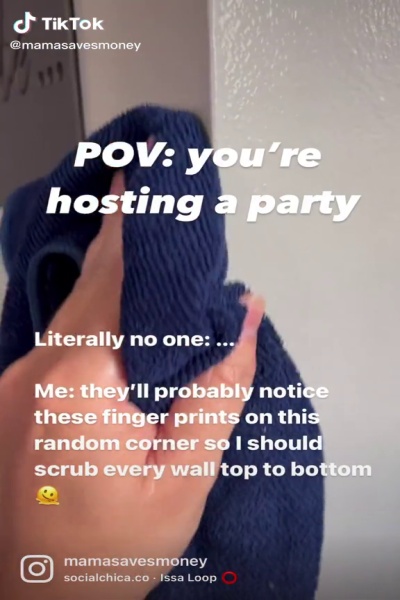 TikTok
@mamasavesmoney
POV: you're
hosting a party
Literally no one: ...
Me: they'll probably notice
these finger prints on this
random corner so I should
scrub every wall top to bottom
🫠
mamasavesmoney
socialchica.co · Issa Loop ⭕